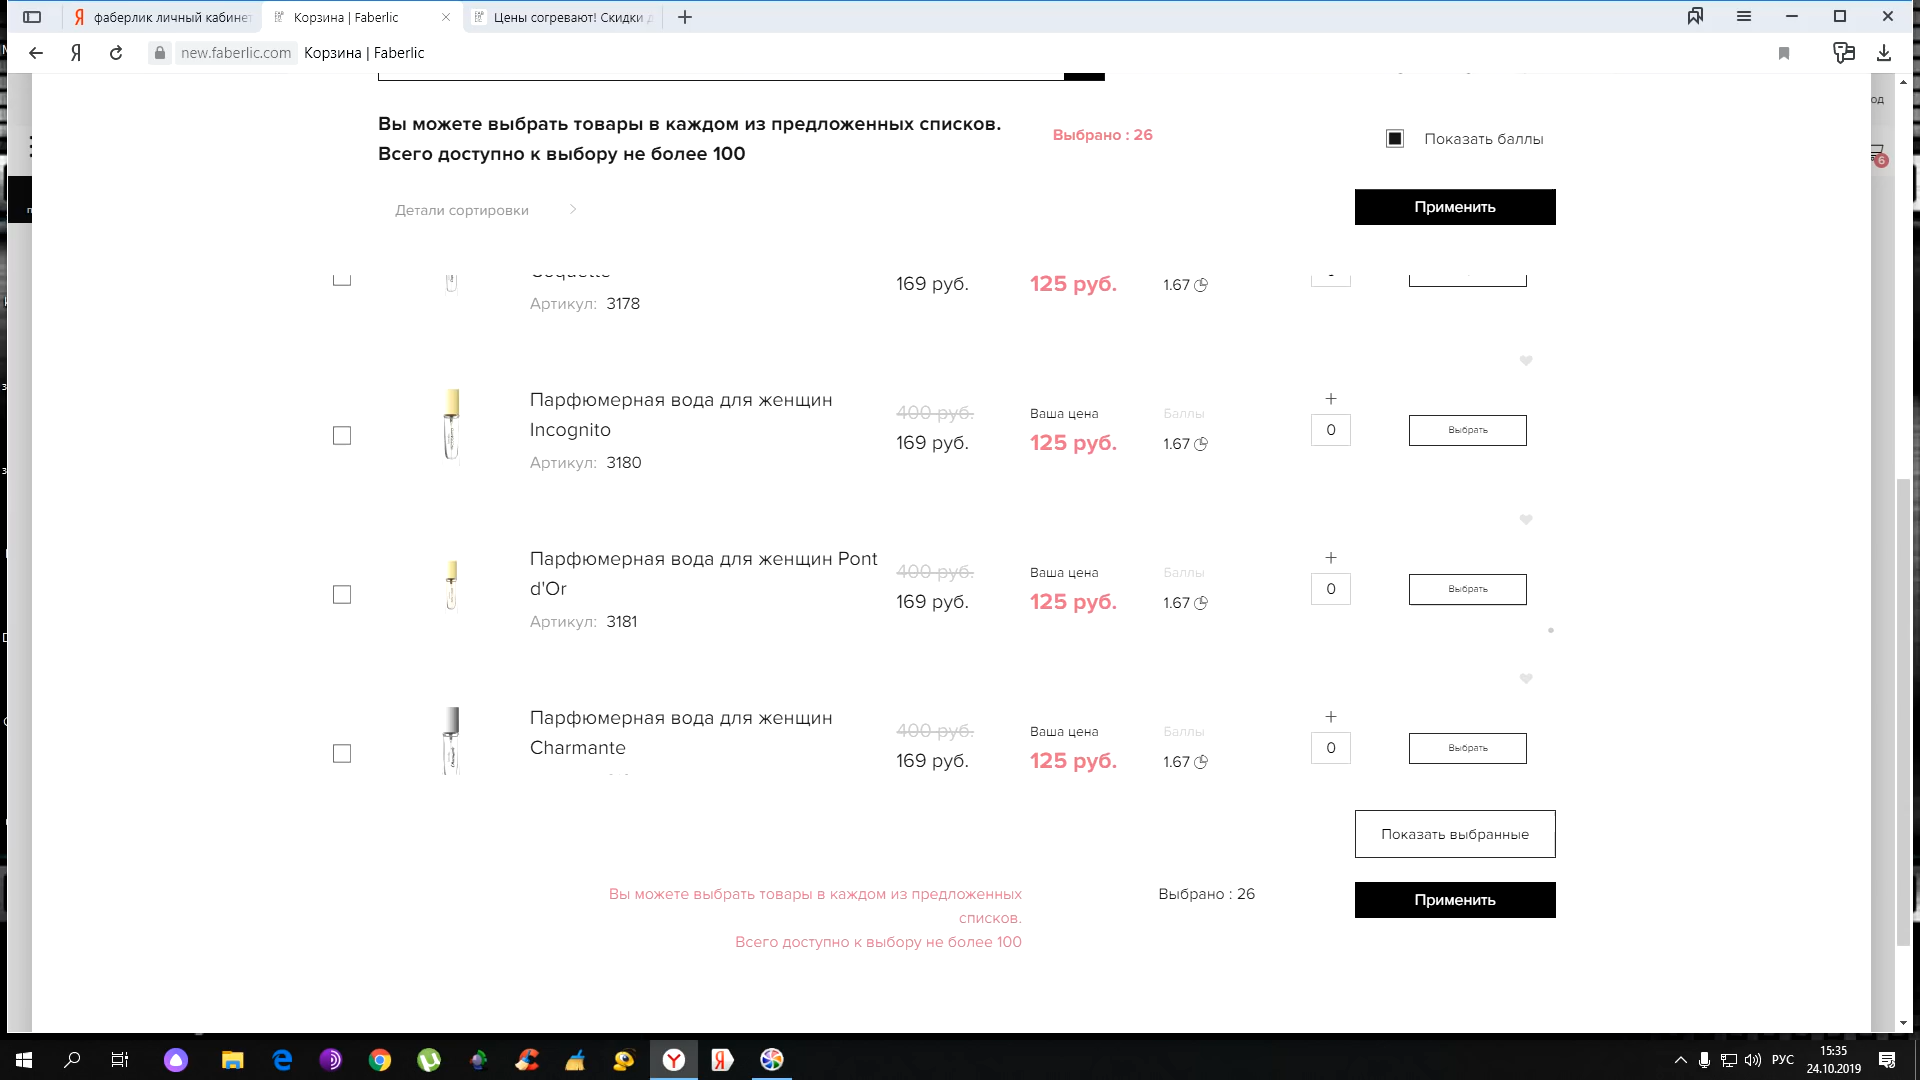 фаберлик личный кабинет
Корзина | Faberlic
Цены согревают! Скидки д
new.faberlic.com
Корзина | Faberlic
Вы можете выбрать товары в каждом из предложенных списков.
Всего доступно к выбору не более 100
Выбрано : 26
Показать баллы
6
Детали сортировки
Применить
Coquette
Артикул: 3178
169 руб.
125 руб.
1.67
Парфюмерная вода для женщин
Incognito
Артикул: 3180
400 руб.
169 руб.
Ваша цена
125 руб.
Баллы
1.67
+
0
Выбрать
Парфюмерная вода для женщин Pont
d'Or
Артикул: 3181
400 руб.
169 руб.
Ваша цена
125 руб.
Баллы
1.67
+
0
Выбрать
Парфюмерная вода для женщин
Charmante
400 руб.
169 руб.
Ваша цена
125 руб.
Баллы
1.67
+
0
Выбрать
Показать выбранные
Вы можете выбрать товары в каждом из предложенных
списков.
Всего доступно к выбору не более 100
Выбрано : 26
Применить
РУС
15:35
24.10.2019